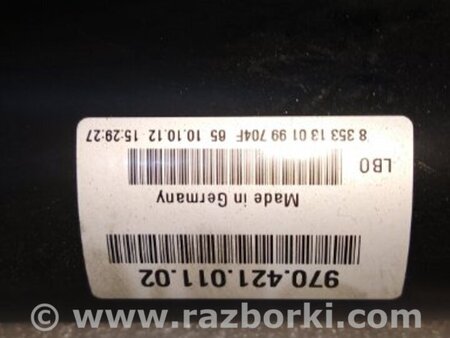 970.421.011.02
Made in Germany
LB0
8 353 13 01 99 704F 65 10.10.12 15:29:27
© www.razborki.com